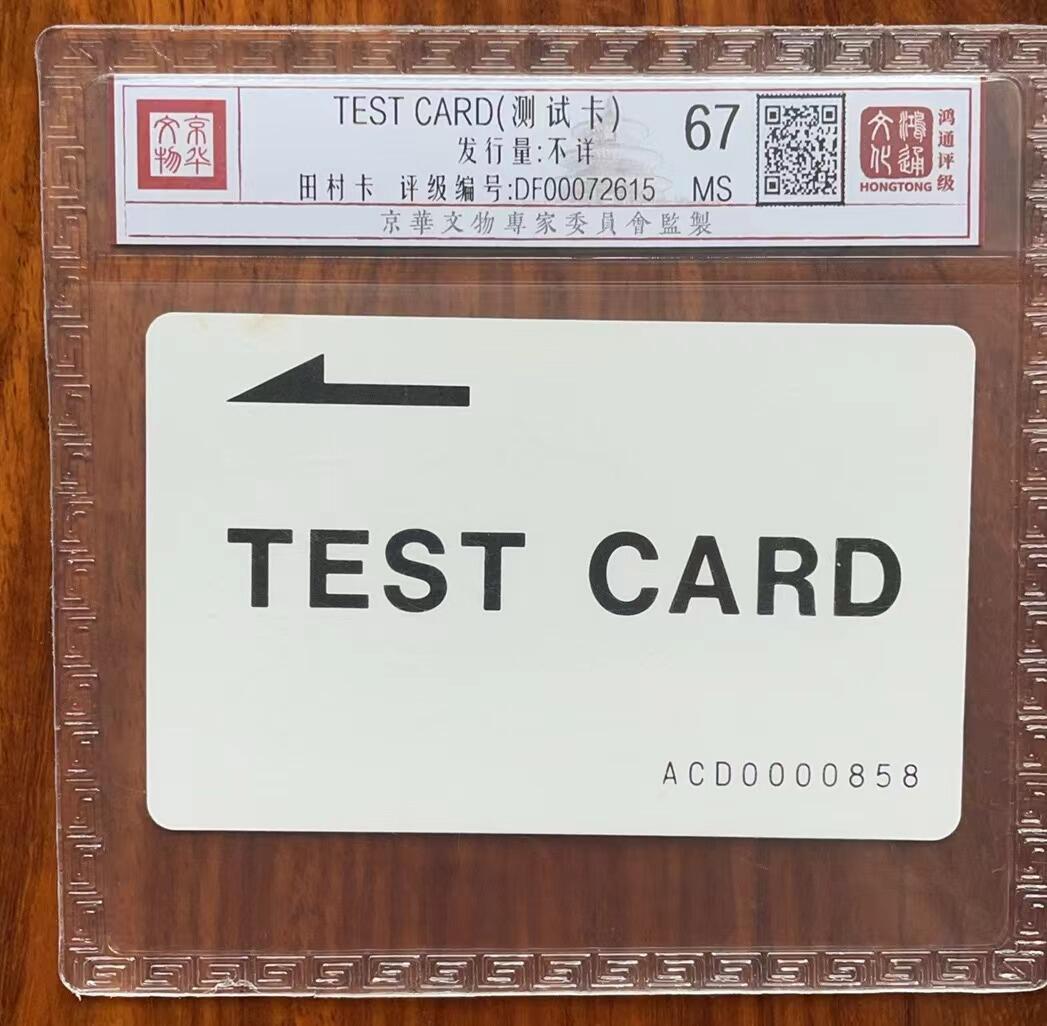 京华
文物
TEST CARD(测试卡)
发行量:不详
田村卡 评级编号:DF00072615
67
MS
鸿通
文化
HONGTONG
鸿通评级
京華文物專家委員會監製
TEST CARD
ACD0000858